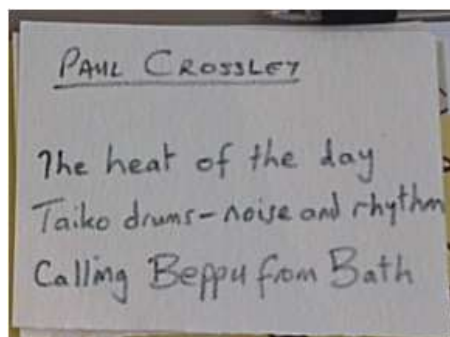 PAUL CROSSLEY
The heat of the day
Taiko drums - noise and rhythm
Calling Beppu from Bath